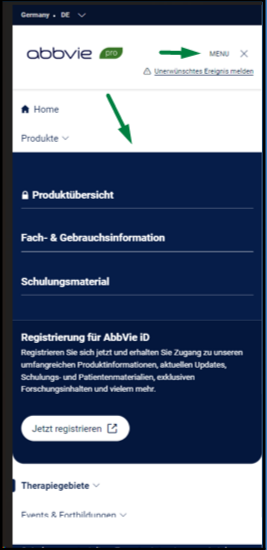 Germany • DE
abbvie pro
MENU
Unerwünschtes Ereignis melden
Home
Produkte
Produktübersicht
Fach- & Gebrauchsinformation
Schulungsmaterial
Registrierung für AbbVie iD
Registrieren Sie sich jetzt und erhalten Sie Zugang zu unseren
umfangreichen Produktinformationen, aktuellen Updates,
Schulungs- und Patientenmaterialien, exklusiven
Forschungsinhalten und vielem mehr.
Jetzt registrieren
Therapiegebiete
Events & Fortbildungen